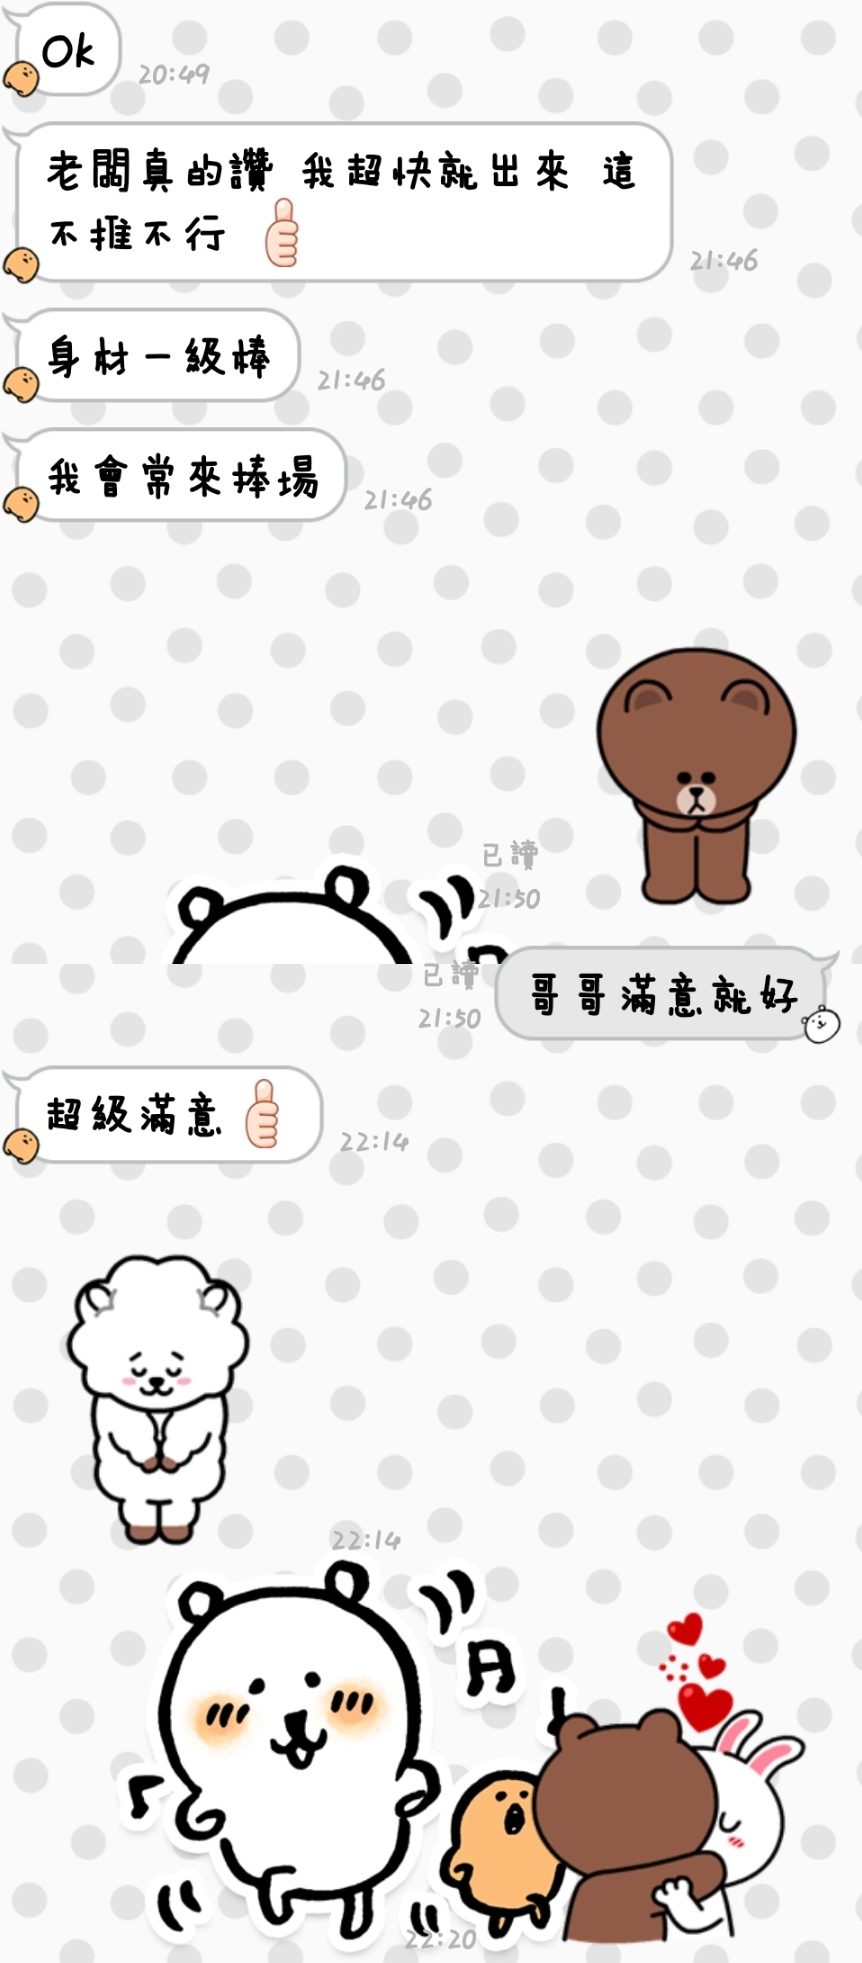 Ok
20:49
老闆真的讚 我超快就出來 這
不推不行
21:46
身材一級棒
21:46
我會常來捧場
21:46
已讀
21:50
已讀
21:50
哥哥滿意就好
超級滿意
22:14
22:14
22:20